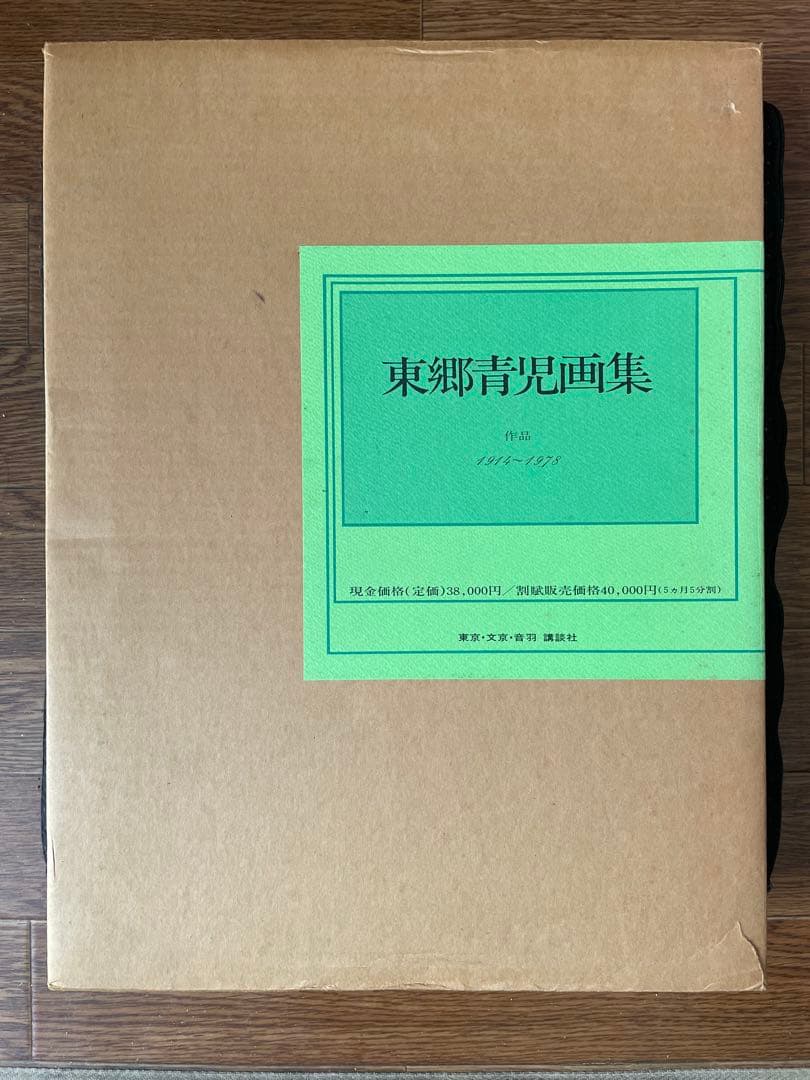 東郷青児画集
作品
1914〜1978
現金価格(定価)38,000円／割賦販売価格40,000円(5ヵ月5分割)
東京・文京・音羽 講談社